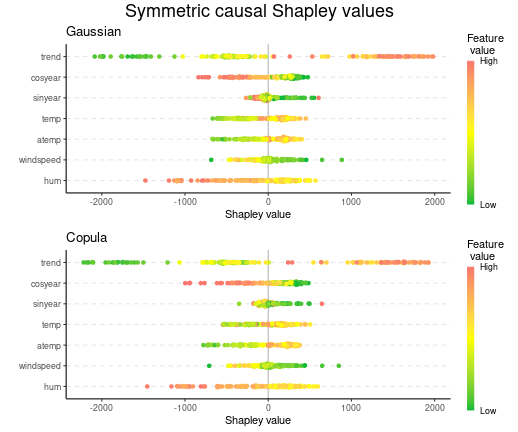 Symmetric causal Shapley values
Gaussian
trend
cosyear
sinyear
temp
atemp
windspeed
hum
-2000 -1000 0 1000 2000
Shapley value
Feature
value
High
Low
Copula
trend
cosyear
sinyear
temp
atemp
windspeed
hum
-2000 -1000 0 1000 2000
Shapley value
Feature
value
High
Low